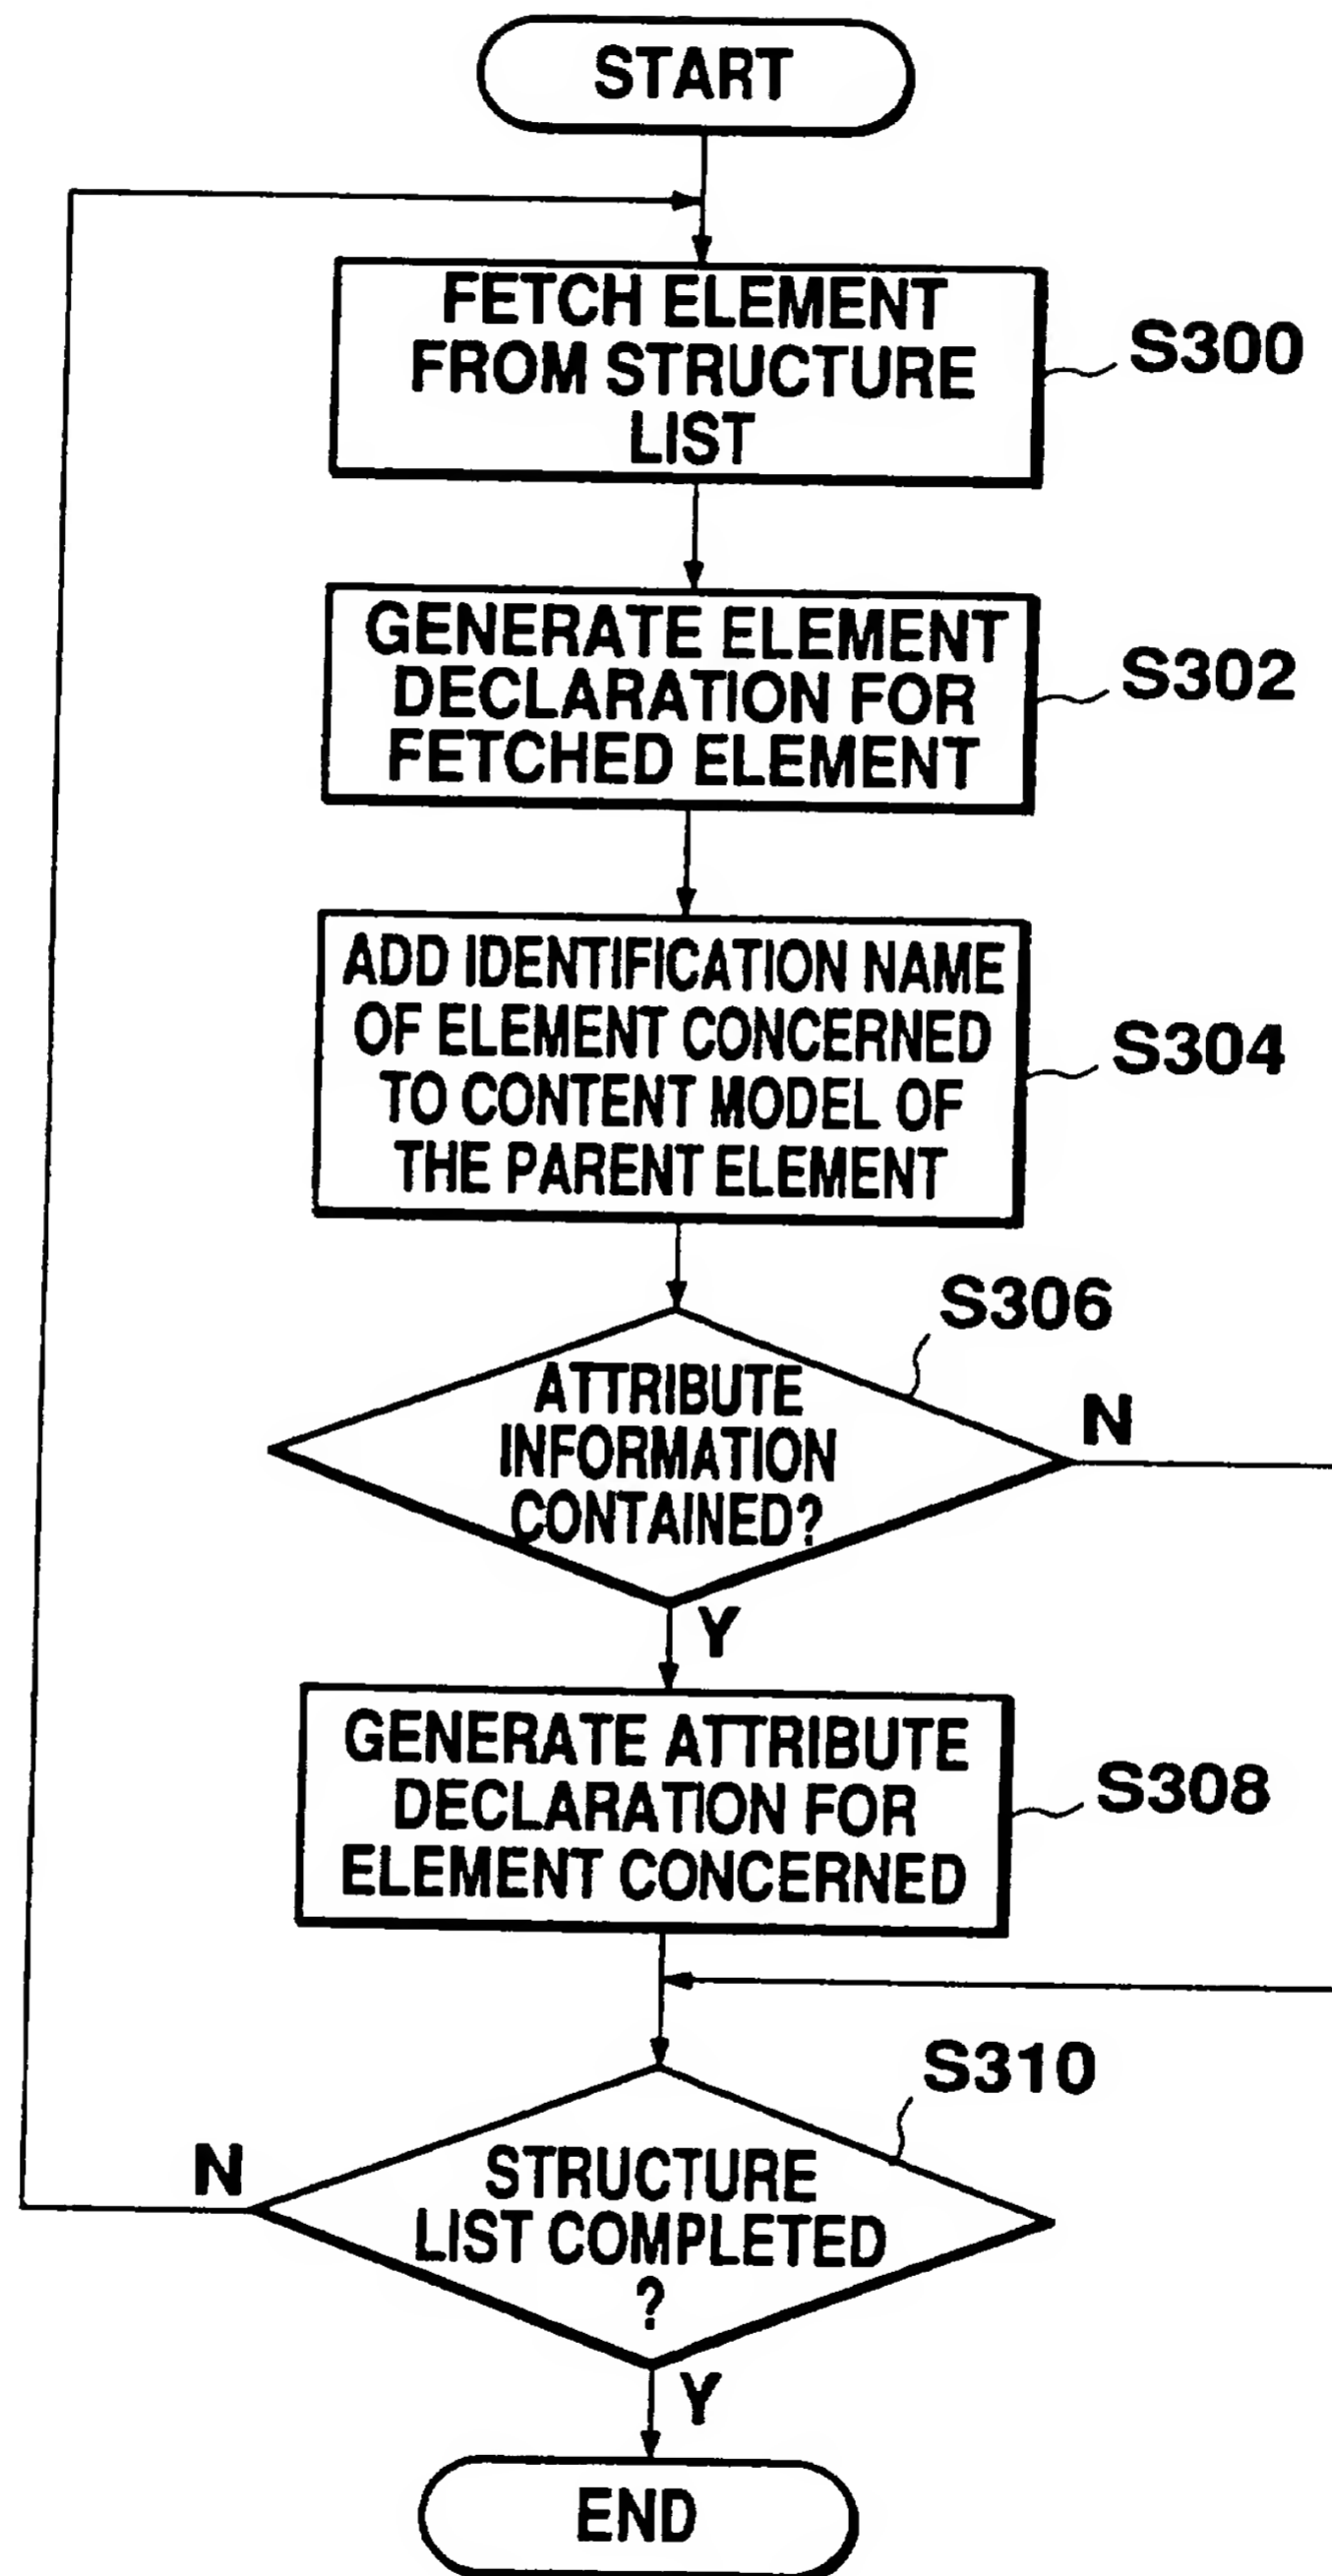 START
FETCH ELEMENT
FROM STRUCTURE
LIST
S300
GENERATE ELEMENT
DECLARATION FOR
FETCHED ELEMENT
S302
ADD IDENTIFICATION NAME
OF ELEMENT CONCERNED
TO CONTENT MODEL OF
THE PARENT ELEMENT
S304
S306
ATTRIBUTE
INFORMATION
CONTAINED?
N
Y
GENERATE ATTRIBUTE
DECLARATION FOR
ELEMENT CONCERNED
S308
S310
STRUCTURE
LIST COMPLETED
?
N
Y
END